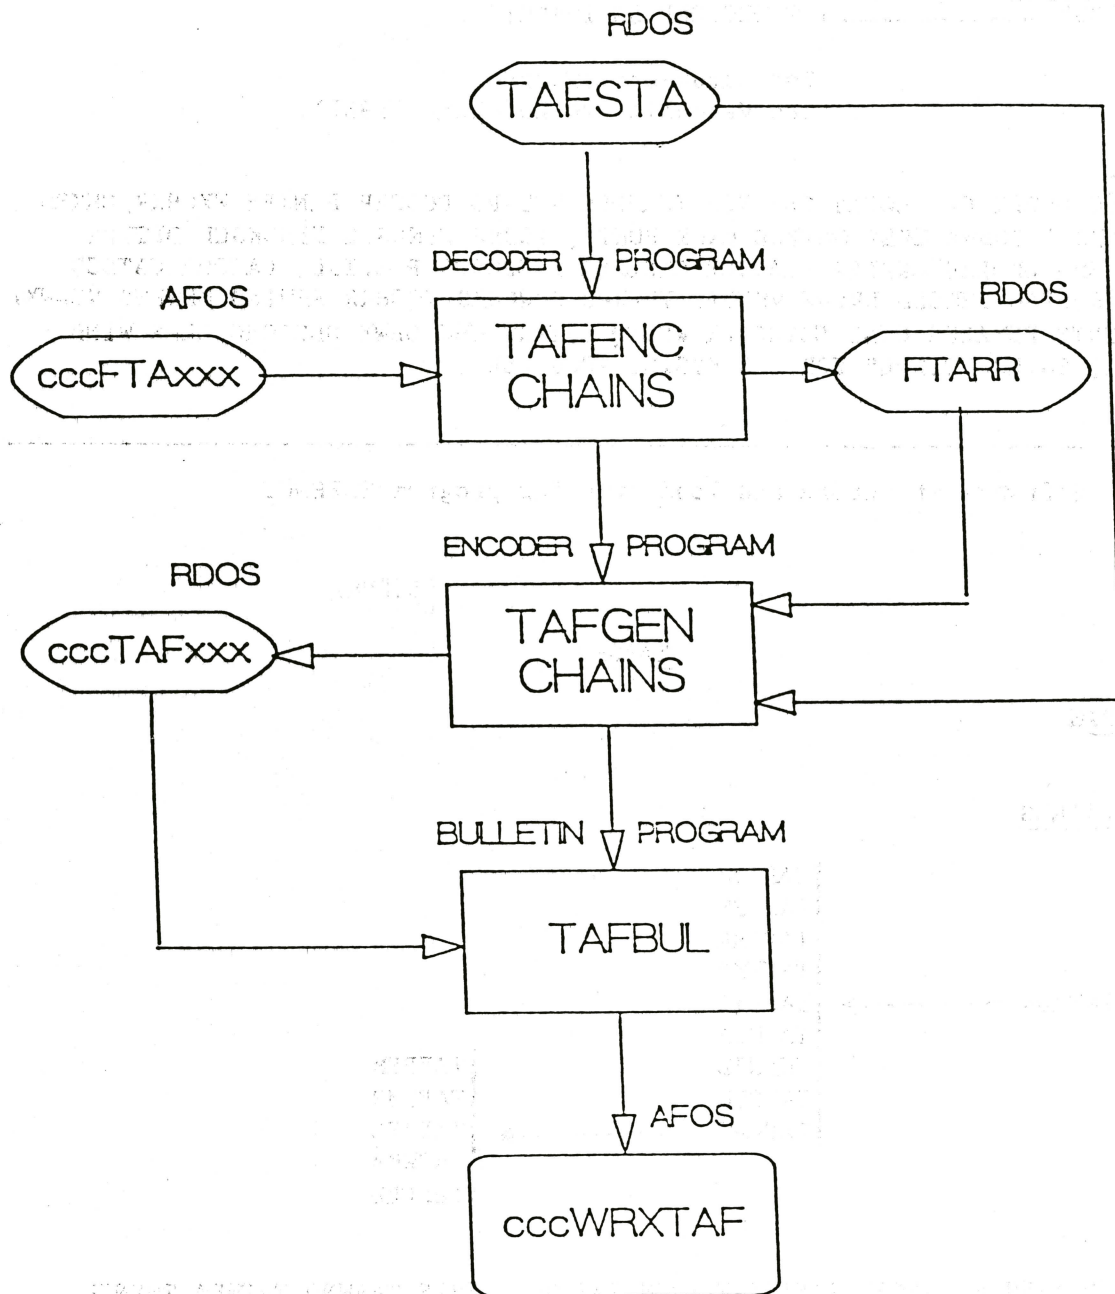 RDOS
TAFSTA
DECODER PROGRAM
AFOS
RDOS
cccFTAxxx
TAFENC
CHAINS
FTARR
ENCODER PROGRAM
RDOS
cccTAFxxx
TAFGEN
CHAINS
BULLETIN PROGRAM
TAFBUL
AFOS
cccWRXTAF